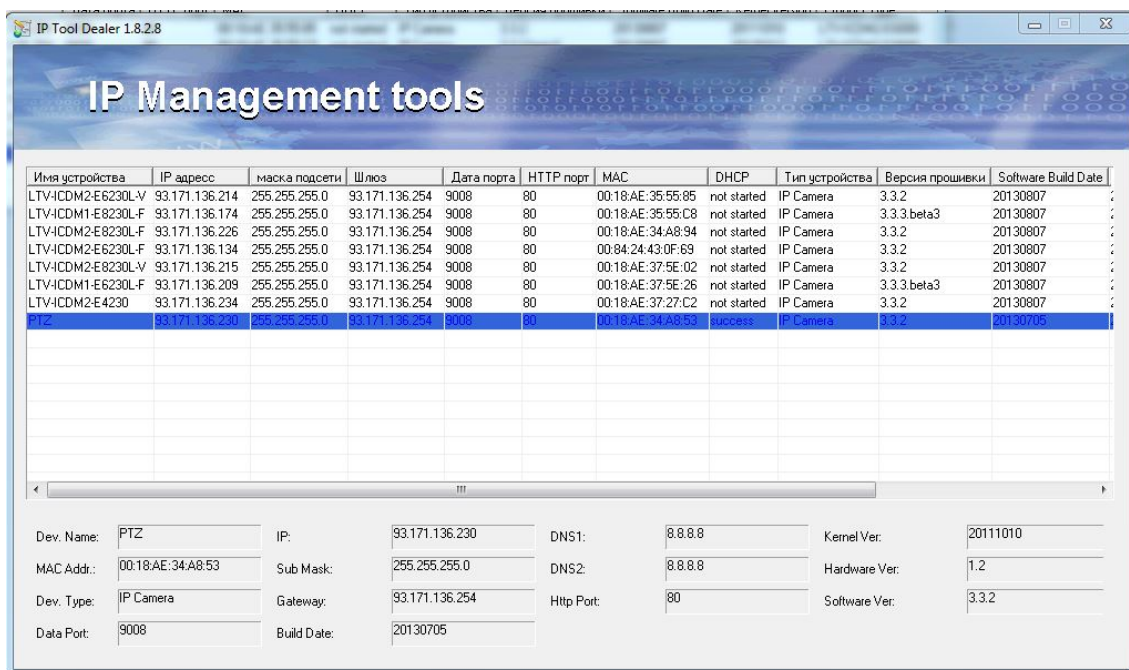 IP Tool Dealer 1.8.2.8
IP Management tools
Имя устройства IP адресс маска подсети Шлюз Дата порта HTTP порт MAC DHCP Тип устройства Версия прошивки Software Build Date
LTV-ICDM2-E6230L-V 93.171.136.214 255.255.255.0 93.171.136.254 9008 80 00:18:AE:35:55:85 not started IP Camera 3.3.2 20130807
LTV-ICDM1-E8230L-F 93.171.136.174 255.255.255.0 93.171.136.254 9008 80 00:18:AE:35:55:C8 not started IP Camera 3.3.3.beta3 20130807
LTV-ICDM2-E8230L-F 93.171.136.226 255.255.255.0 93.171.136.254 9008 80 00:18:AE:34:A8:94 not started IP Camera 3.3.2 20130807
LTV-ICDM2-E6230L-F 93.171.136.134 255.255.255.0 93.171.136.254 9008 80 00:84:24:43:0F:69 not started IP Camera 3.3.2 20130807
LTV-ICDM2-E8230L-V 93.171.136.215 255.255.255.0 93.171.136.254 9008 80 00:18:AE:37:5E:02 not started IP Camera 3.3.2 20130807
LTV-ICDM1-E6230L-F 93.171.136.209 255.255.255.0 93.171.136.254 9008 80 00:18:AE:37:5E:26 not started IP Camera 3.3.3.beta3 20130807
LTV-ICDM2-E4230 93.171.136.234 255.255.255.0 93.171.136.254 9008 80 00:18:AE:37:27:C2 not started IP Camera 3.3.2 20130807
PTZ 93.171.136.230 255.255.255.0 93.171.136.254 9008 80 00:18:AE:34:A8:53 success IP Camera 3.3.2 20130705
Dev. Name: PTZ IP: 93.171.136.230 DNS1: 8.8.8.8 Kernel Ver: 20111010
MAC Addr.: 00:18:AE:34:A8:53 Sub Mask: 255.255.255.0 DNS2: 8.8.8.8 Hardware Ver: 1.2
Dev. Type: IP Camera Gateway: 93.171.136.254 Http Port: 80 Software Ver: 3.3.2
Data Port: 9008 Build Date: 20130705